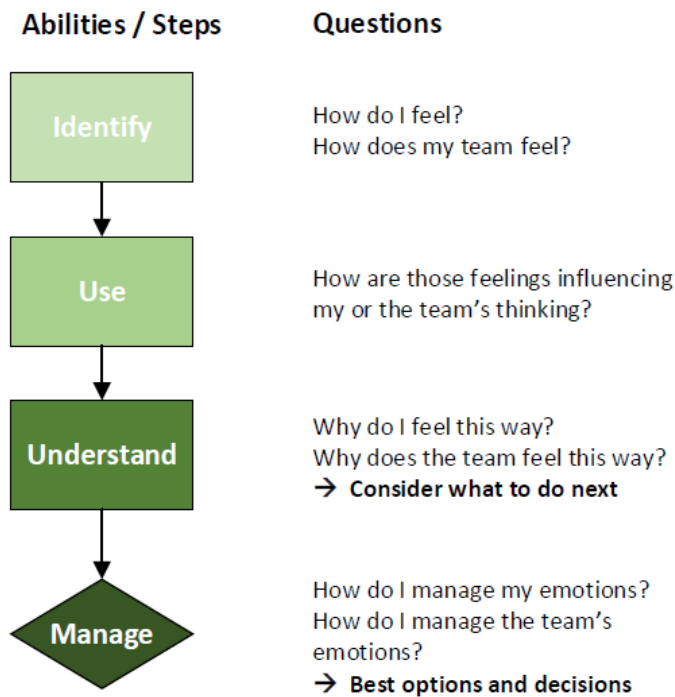 Abilities / Steps
Questions
Identify
How do I feel?
How does my team feel?
Use
How are those feelings influencing
my or the team's thinking?
Understand
Why do I feel this way?
Why does the team feel this way?
→ Consider what to do next
Manage
How do I manage my emotions?
How do I manage the team's
emotions?
→ Best options and decisions